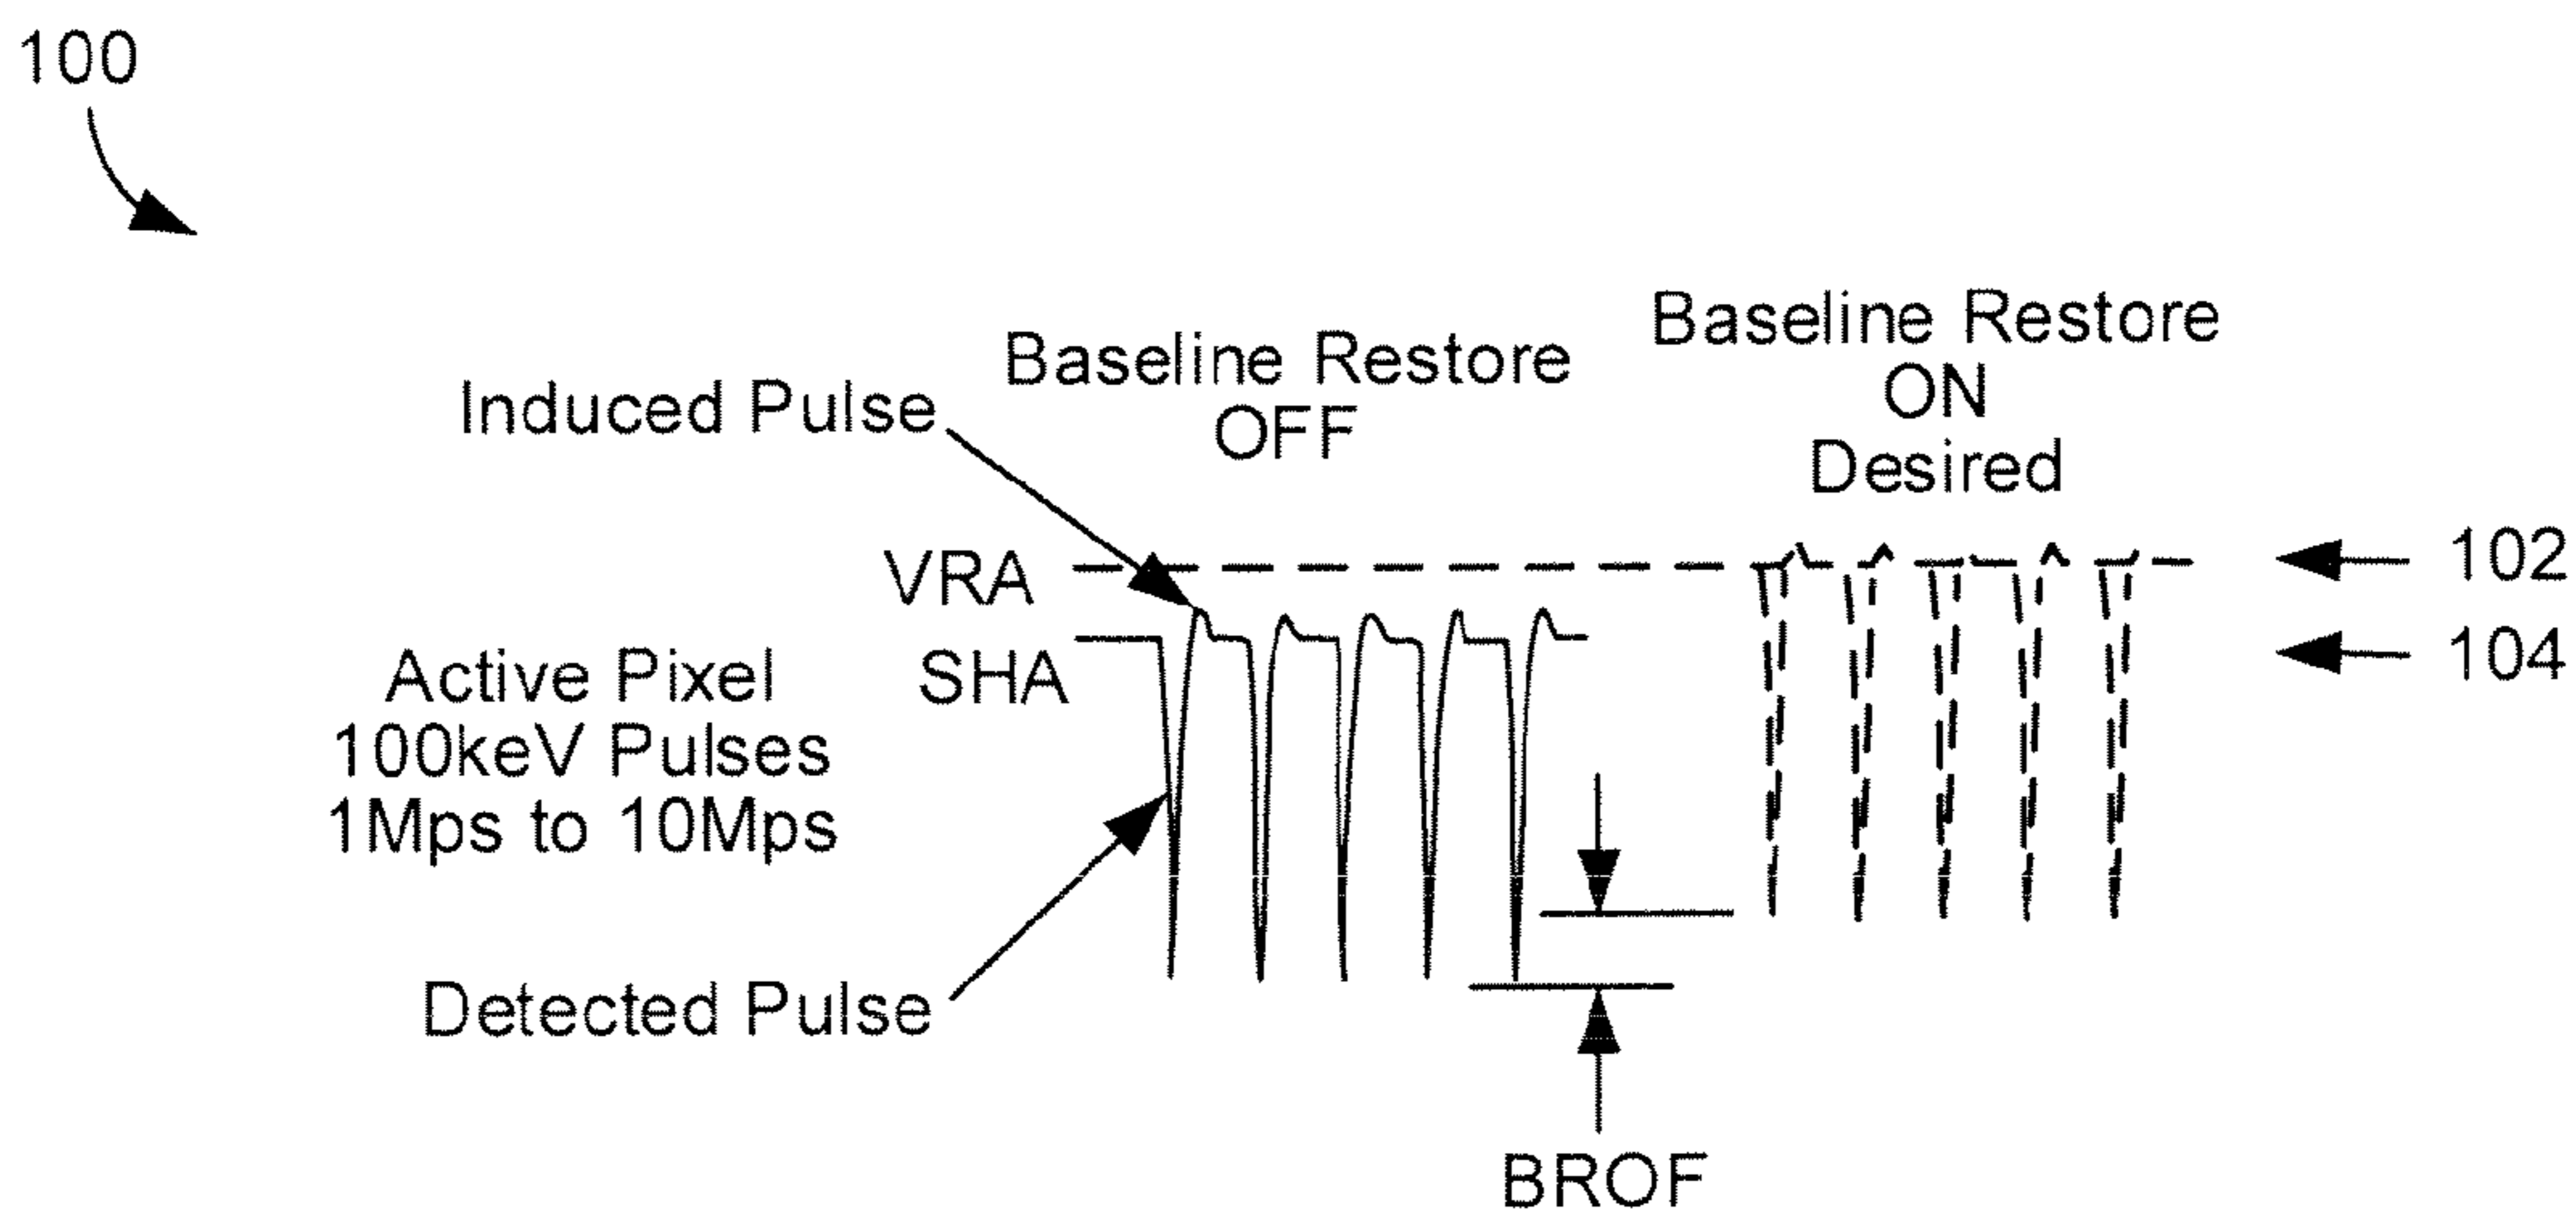 100
Baseline Restore
OFF
Baseline Restore
ON
Desired
Induced Pulse
VRA
SHA
102
104
Active Pixel
100keV Pulses
1Mps to 10Mps
Detected Pulse
BROF